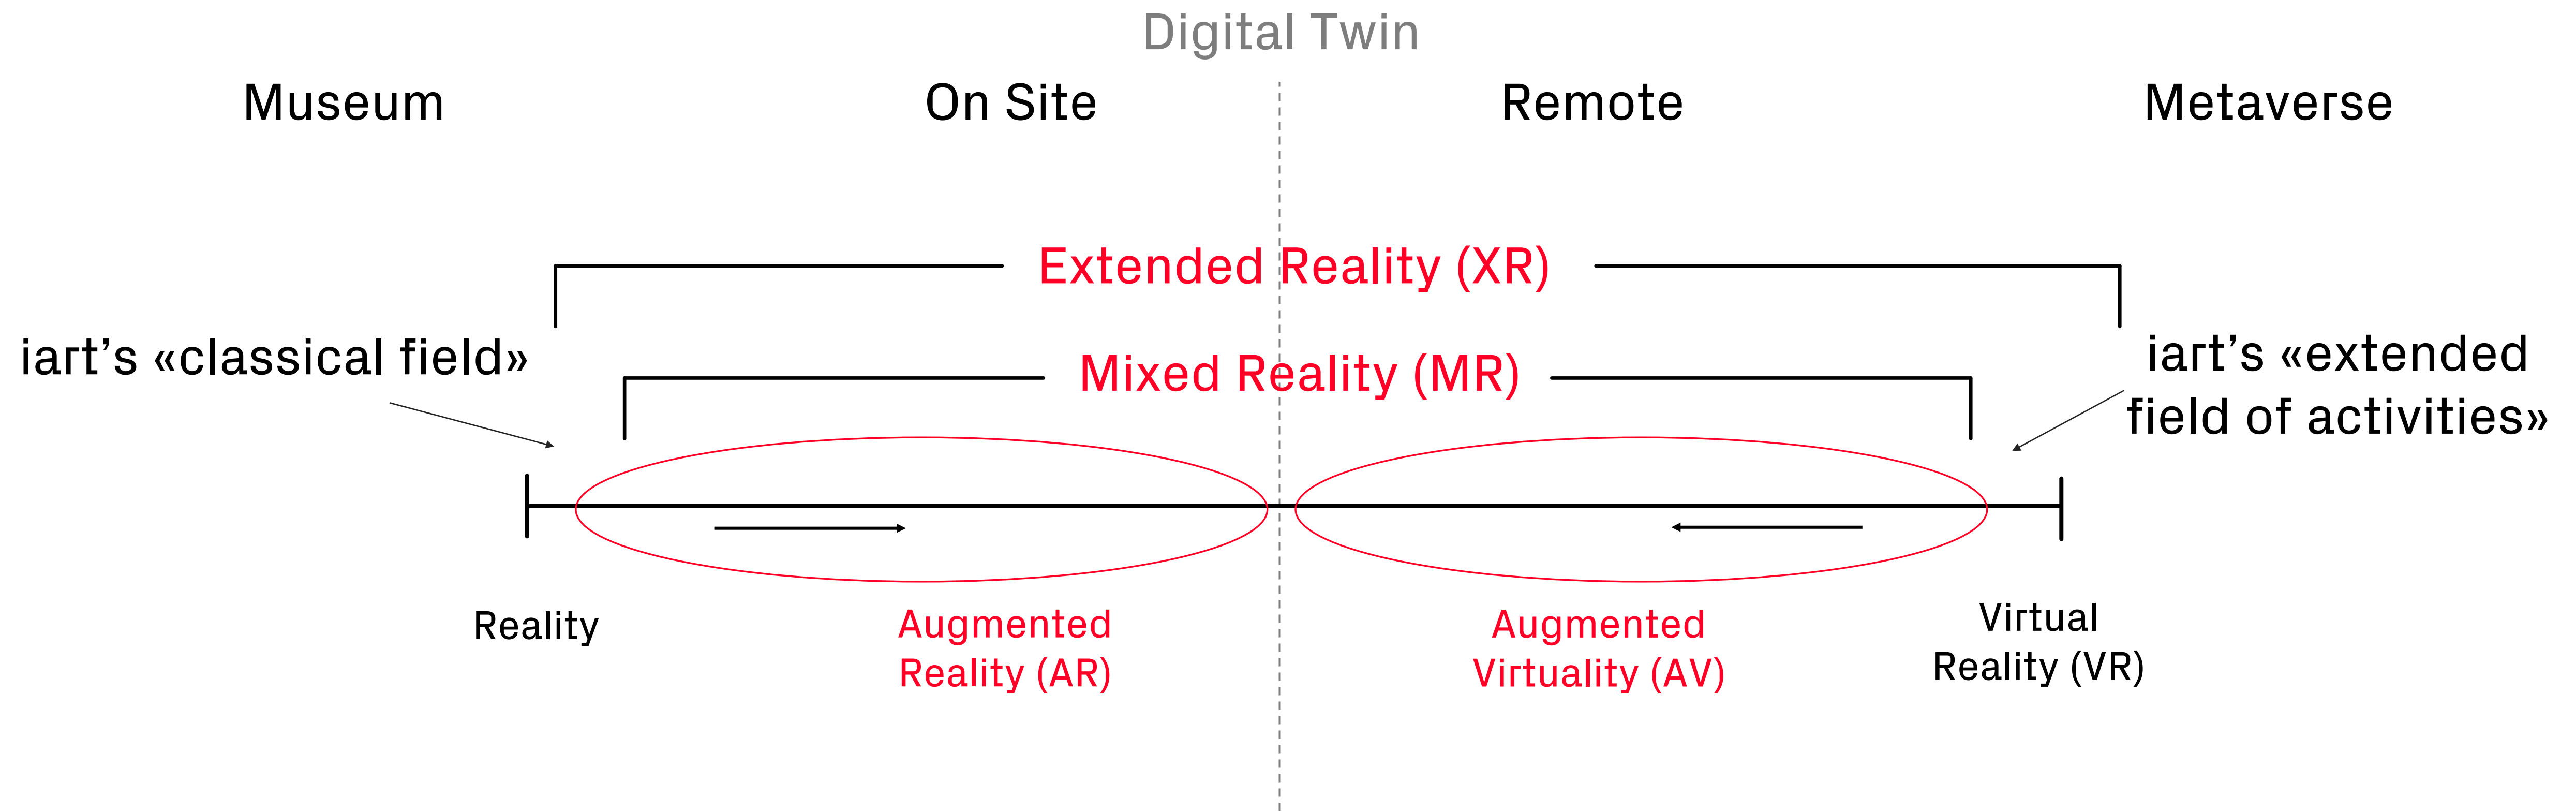 Digital Twin
Museum
On Site
Remote
Metaverse
Extended Reality (XR)
iart’s «classical field»
Mixed Reality (MR)
iart’s «extended
field of activities»
Reality
Augmented
Reality (AR)
Augmented
Virtuality (AV)
Virtual
Reality (VR)